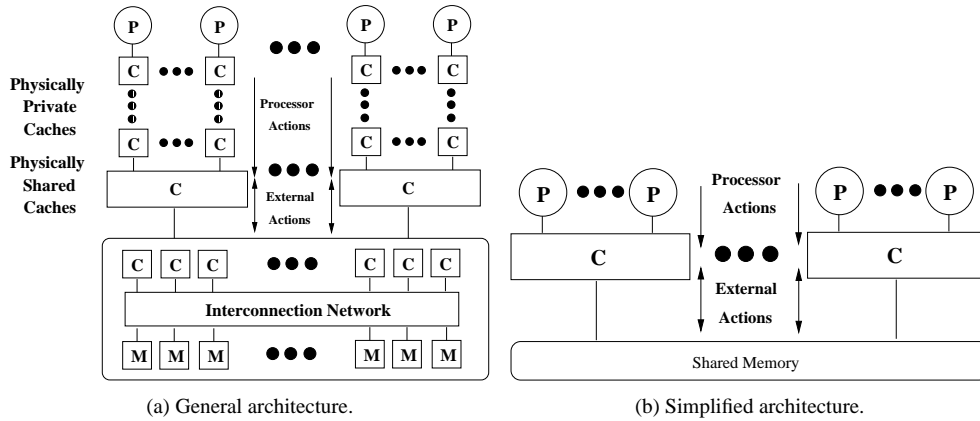 P P P P
C C C C
Physically
Private
Caches
Processor
Actions
C C C C
Physically
Shared
Caches
C C
External
Actions
C C C C C C
Interconnection Network
M M M M M M
(a) General architecture.
P P P P
Processor
Actions
C C
External
Actions
Shared Memory
(b) Simplified architecture.